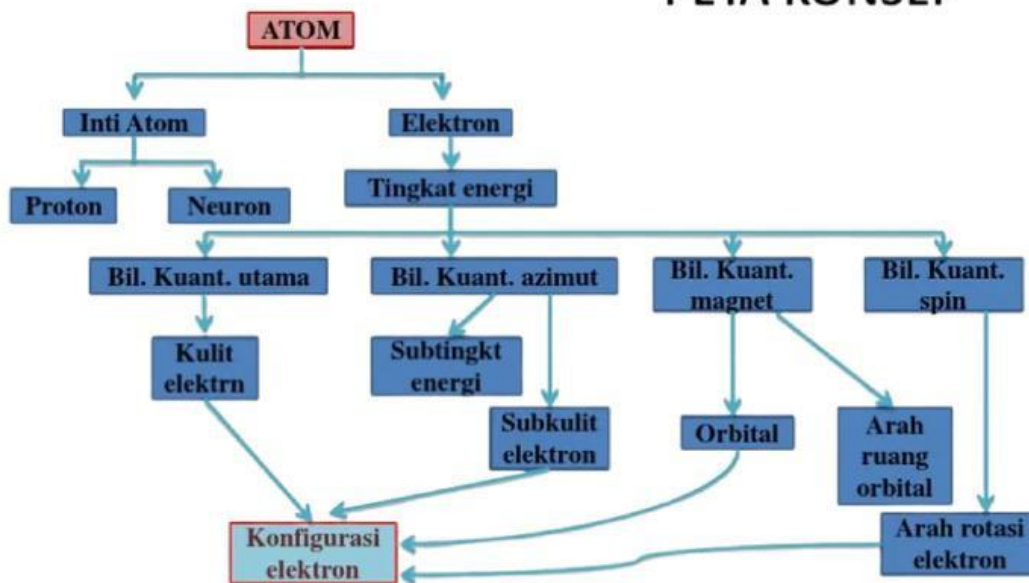 PETA KONSEP
ATOM
Inti Atom
Elektron
Proton
Neuron
Tingkat energi
Bil. Kuant. utama
Bil. Kuant. azimut
Bil. Kuant.
magnet
Bil. Kuant.
spin
Kulit
elektrn
Subtingkt
energi
Subkulit
elektron
Orbital
Arah
ruang
orbital
Konfigurasi
elektron
Arah rotasi
elektron